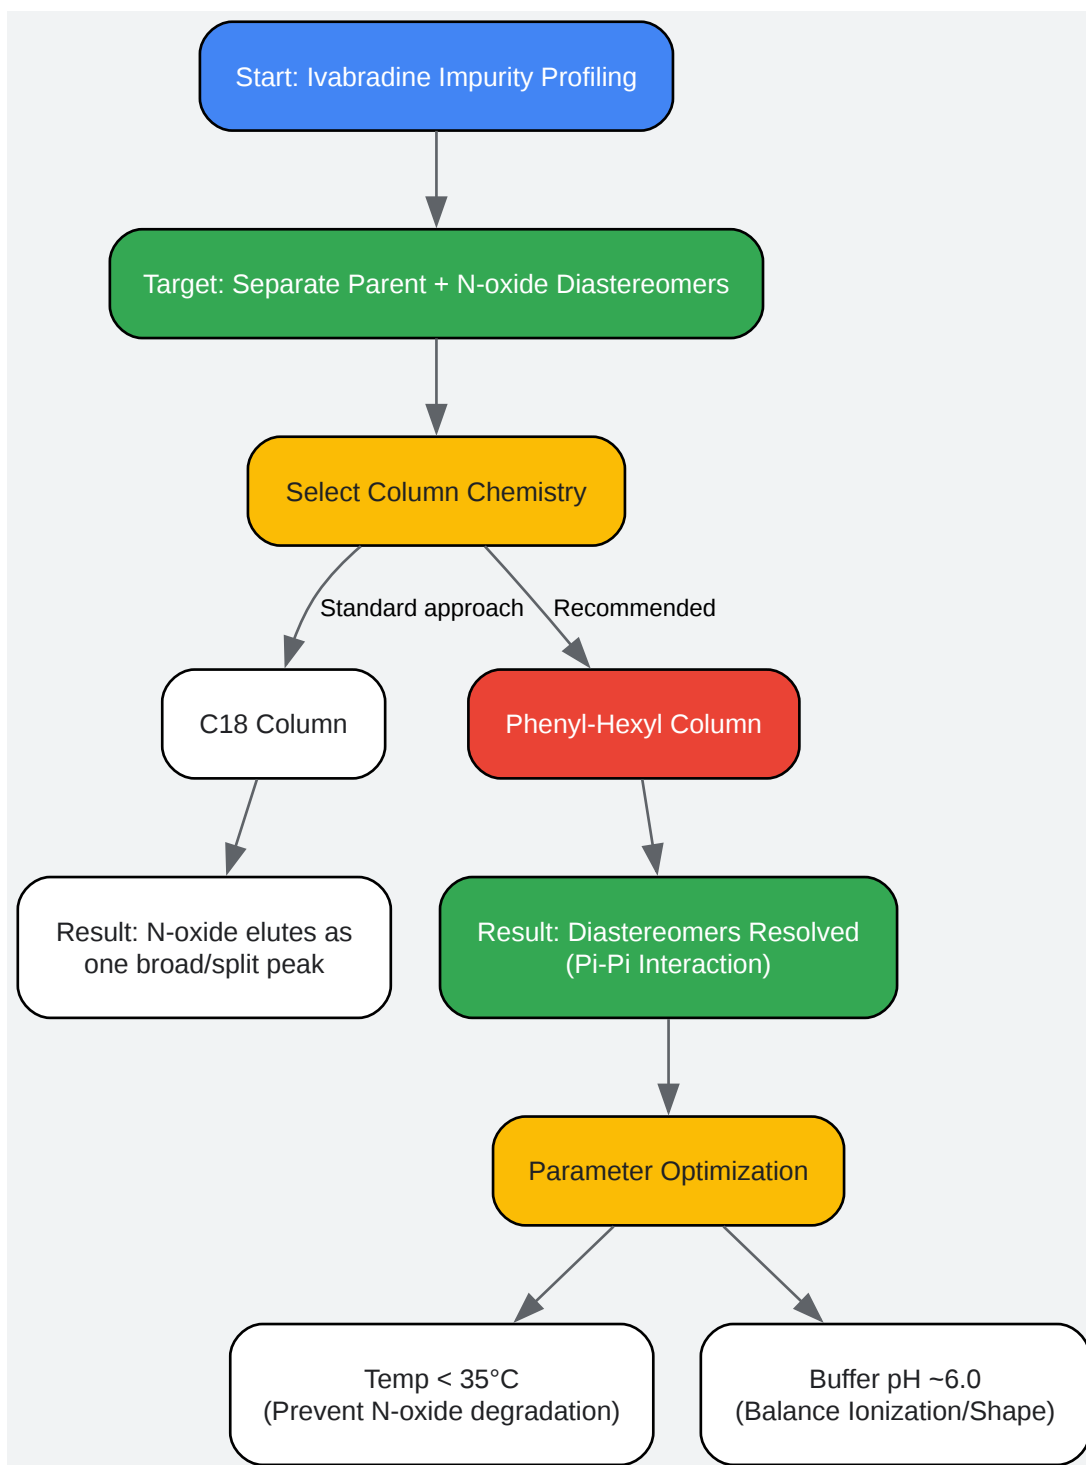 Start: Ivabradine Impurity Profiling
Target: Separate Parent + N-oxide Diastereomers
Select Column Chemistry
Standard approach
Recommended
C18 Column
Phenyl-Hexyl Column
Result: N-oxide elutes as
one broad/split peak
Result: Diastereomers Resolved
(Pi-Pi Interaction)
Parameter Optimization
Temp < 35°C
(Prevent N-oxide degradation)
Buffer pH ~6.0
(Balance Ionization/Shape)